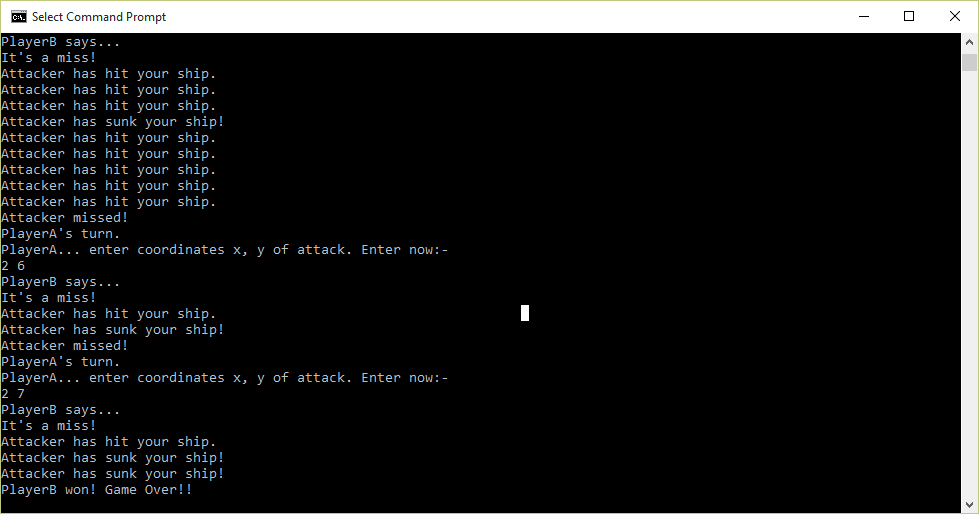 Select Command Prompt
PlayerB says...
It's a miss!
Attacker has hit your ship.
Attacker has hit your ship.
Attacker has hit your ship.
Attacker has sunk your ship!
Attacker has hit your ship.
Attacker has hit your ship.
Attacker has hit your ship.
Attacker has hit your ship.
Attacker has hit your ship.
Attacker missed!
PlayerA's turn.
PlayerA... enter coordinates x, y of attack. Enter now:-
2 6
PlayerB says...
It's a miss!
Attacker has hit your ship.
Attacker has sunk your ship!
Attacker missed!
PlayerA's turn.
PlayerA... enter coordinates x, y of attack. Enter now:-
2 7
PlayerB says...
It's a miss!
Attacker has hit your ship.
Attacker has sunk your ship!
Attacker has sunk your ship!
PlayerB won! Game Over!!